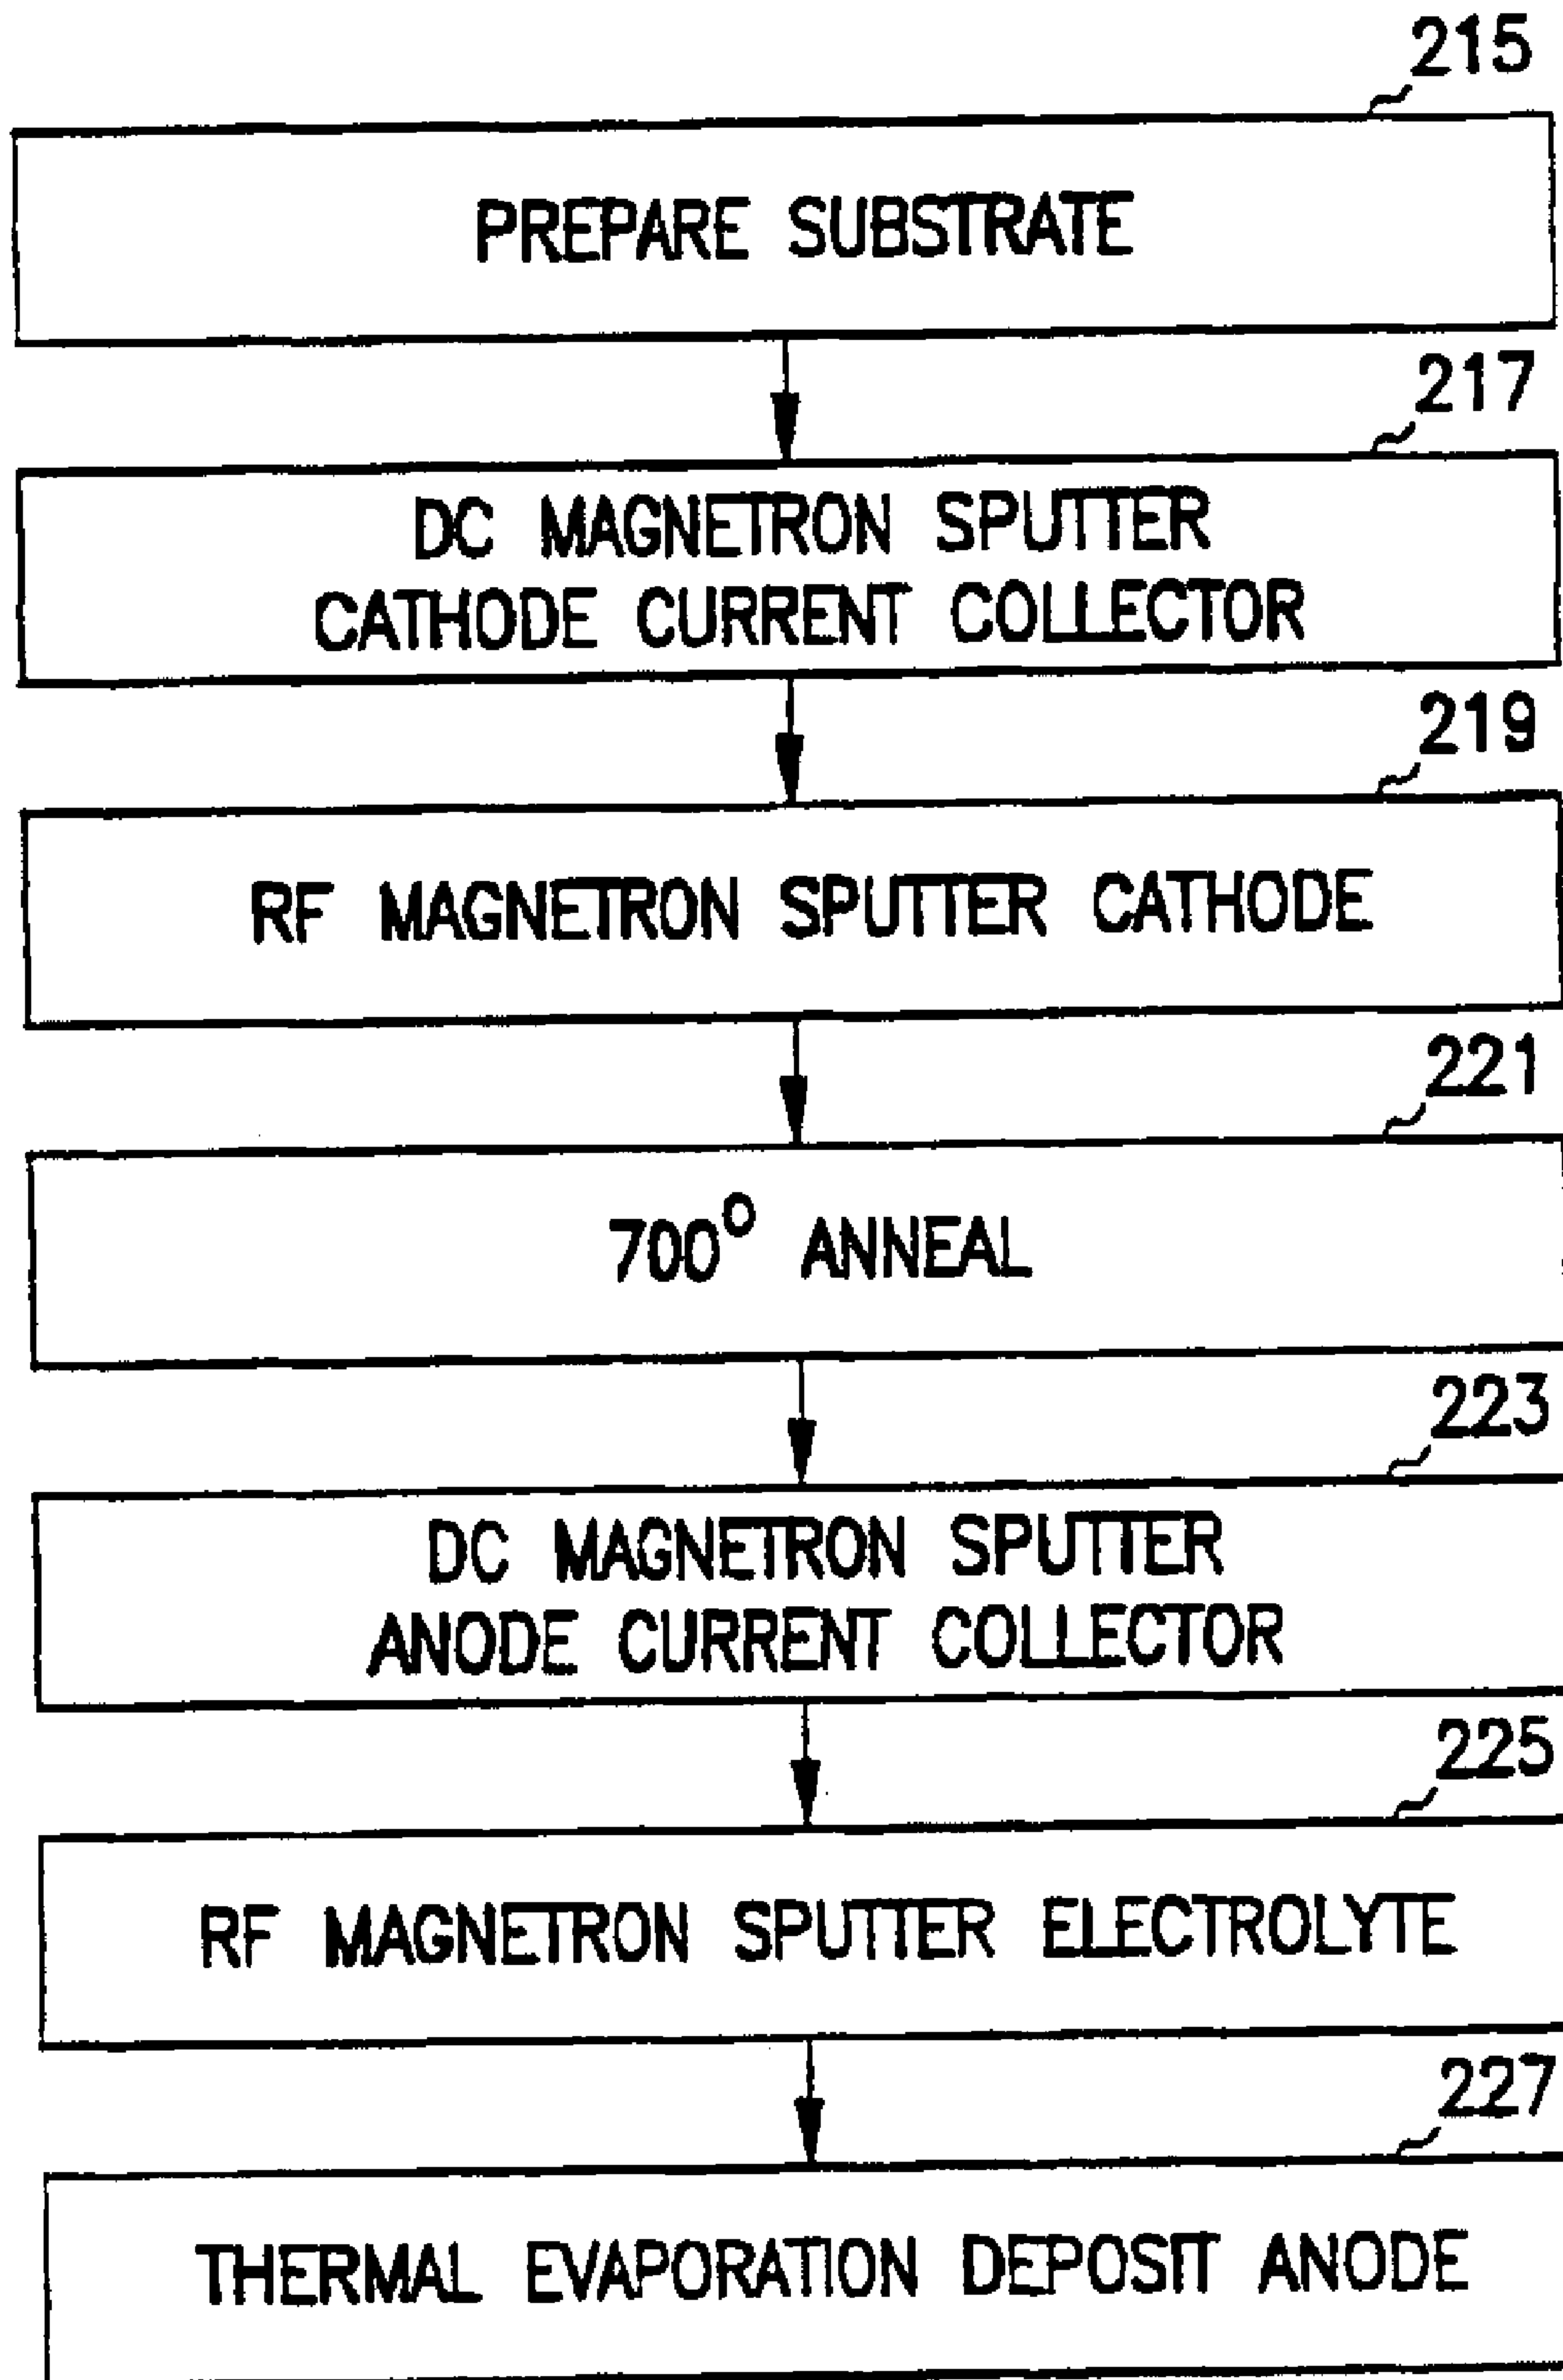 215
PREPARE SUBSTRATE
217
DC MAGNETRON SPUTTER
CATHODE CURRENT COLLECTOR
219
RF MAGNETRON SPUTTER CATHODE
221
700° ANNEAL
223
DC MAGNETRON SPUTTER
ANODE CURRENT COLLECTOR
225
RF MAGNETRON SPUTTER ELECTROLYTE
227
THERMAL EVAPORATION DEPOSIT ANODE